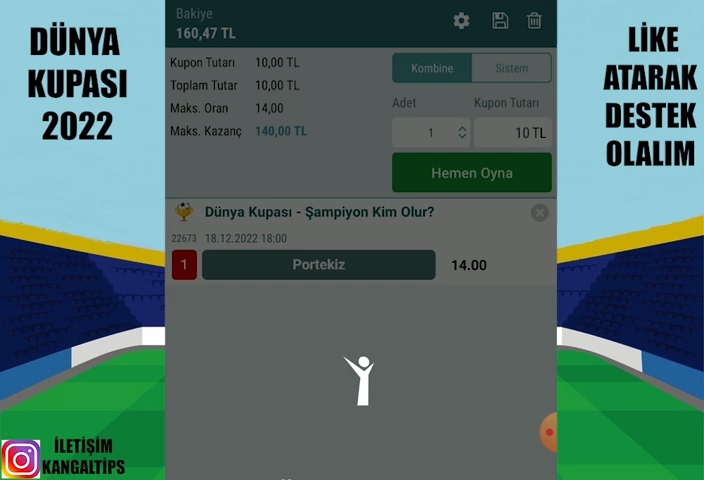 DÜNYA
KUPASI
2022
Bakiye
160,47 TL
Kupon Tutarı 10,00 TL
Toplam Tutar 10,00 TL
Maks. Oran 14,00
Maks. Kazanç 140,00 TL
Kombine Sistem
Adet Kupon Tutarı
1 10 TL
Hemen Oyna
Dünya Kupası - Şampiyon Kim Olur?
22673 18.12.2022 18:00
1 Portekiz 14.00
LİKE
ATARAK
DESTEK
OLALIM
İLETİŞİM
KANGALTİPS